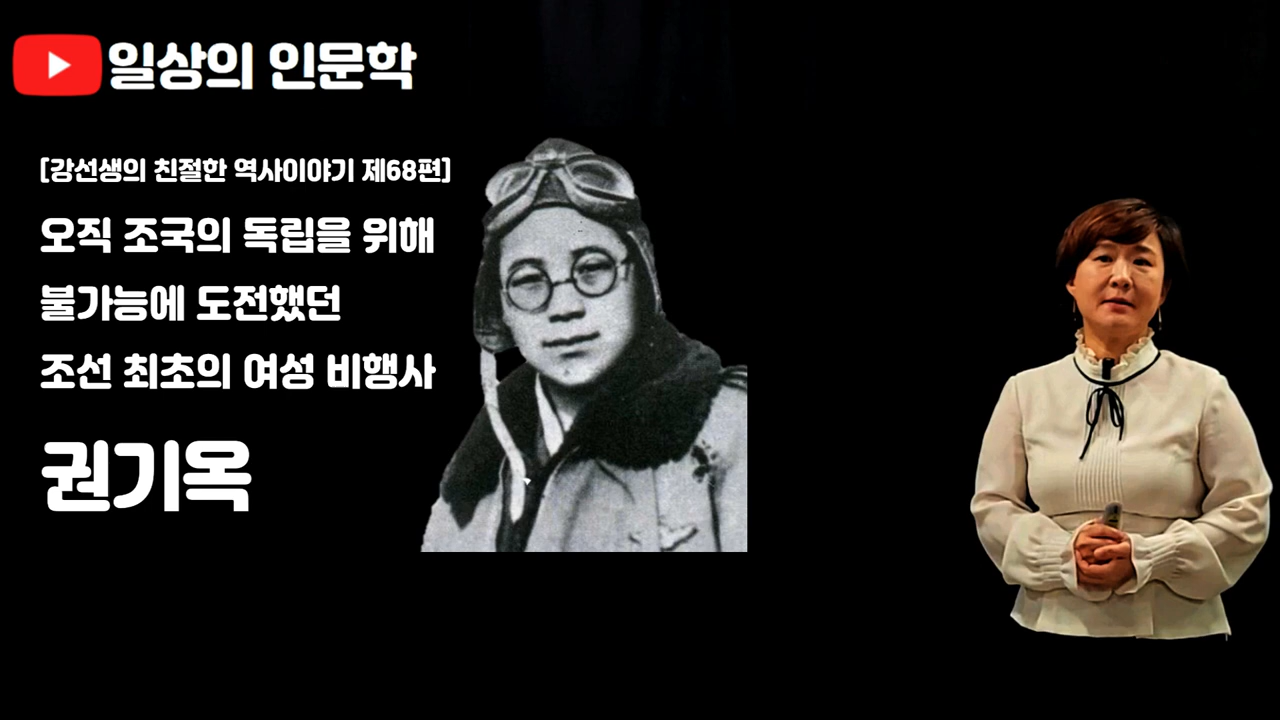 일상의 인문학
[강선생의 친절한 역사이야기 제68편]
오직 조국의 독립을 위해
불가능에 도전했던
조선 최초의 여성 비행사
권기옥